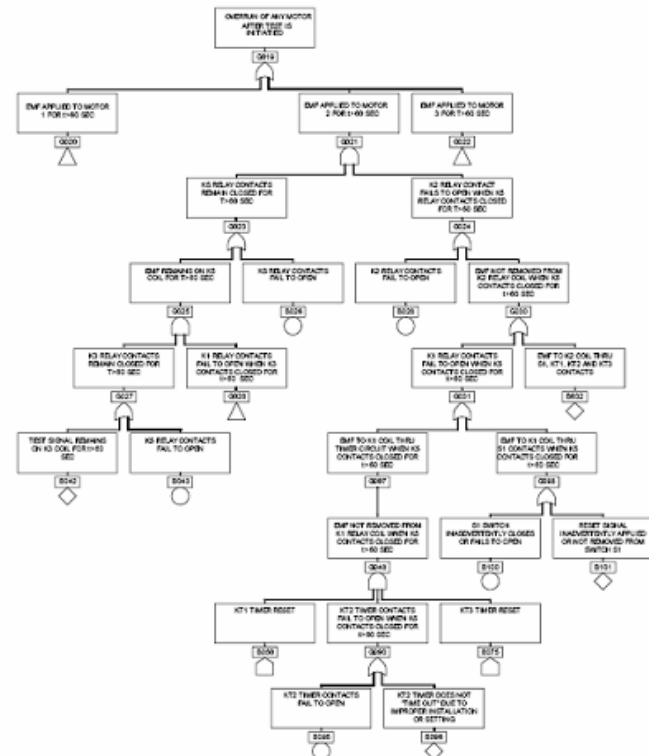 OVERRUN OF ANY MOTOR
AFTER TEST IS
INITIATED
G019
EMF APPLIED TO MOTOR
1 FOR t>60 SEC
G020
EMF APPLIED TO MOTOR
2 FOR t>60 SEC
G021
EMF APPLIED TO MOTOR
3 FOR T>60 SEC
G022
K5 RELAY CONTACTS
REMAIN CLOSED FOR
T>60 SEC
G023
K2 RELAY CONTACT
FAILS TO OPEN WHEN K5
RELAY CONTACTS CLOSED
FOR T>60 SEC
G024
EMF REMAINS ON K5
COIL FOR T>60 SEC
G025
K5 RELAY CONTACTS
FAIL TO OPEN
K2 RELAY CONTACTS
FAIL TO OPEN
EMF NOT REMOVED FROM
K2 RELAY COIL WHEN K5
CONTACTS CLOSED FOR
t>60 SEC
G030
K3 RELAY CONTACTS
REMAIN CLOSED FOR
T>60 SEC
G027
K1 RELAY CONTACTS
FAIL TO OPEN WHEN K3
CONTACTS CLOSED FOR
t>60 SEC
K1 RELAY CONTACTS
FAIL TO OPEN WHEN K5
CONTACTS CLOSED FOR
t>60 SEC
G031
EMF TO K2 COIL THRU
S1, KT1, KT2 AND KT3
CONTACTS
TEST SIGNAL REMAINS
ON K3 COIL FOR t>60
SEC
B042
RELAY CONTACTS
FAIL TO OPEN
B043
EMF TO K1 COIL THRU
TIMER CIRCUIT WHEN K5
CONTACTS CLOSED FOR
t>60 SEC
EMF TO K1 COIL THRU
S1 CONTACTS WHEN K5
CONTACTS CLOSED FOR
t>60 SEC
EMF NOT REMOVED FROM
K1 RELAY COIL WHEN K5
CONTACTS CLOSED FOR
t>60 SEC
S1 SWITCH
INADVERTENTLY CLOSES
OR FAILS TO OPEN
B100
RESET SIGNAL
INADVERTENTLY APPLIED
OR NOT REMOVED FROM
SWITCH S1
B101
KT1 TIMER RESET
KT2 TIMER CONTACTS
FAIL TO OPEN WHEN K5
CONTACTS CLOSED FOR
t>60 SEC
KT3 TIMER RESET
KT2 TIMER CONTACTS
FAIL TO OPEN
KT2 TIMER DOES NOT
"TIME OUT" DUE TO
IMPROPER INSTALLATION
OR SETTING